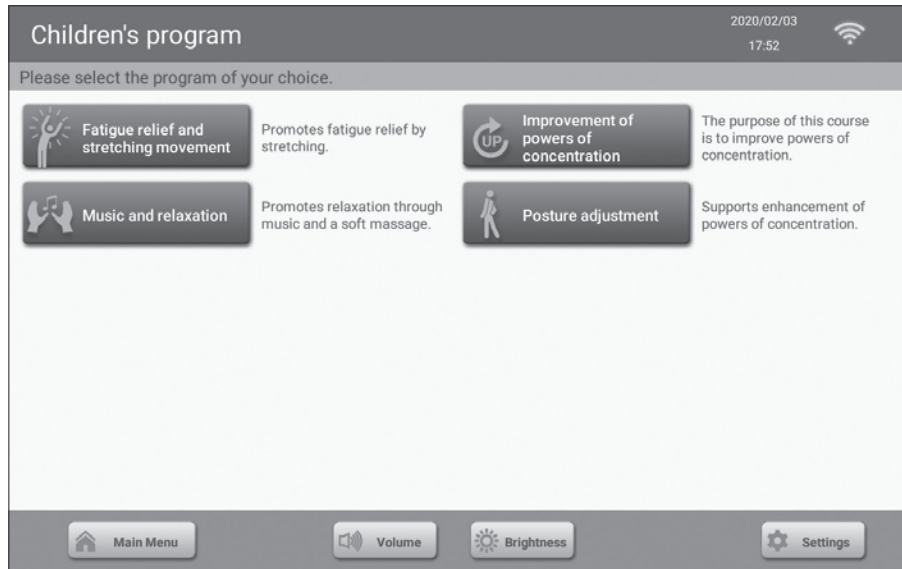 Children's program
2020/02/03
17:52
Please select the program of your choice.
Fatigue relief and
stretching movement
Promotes fatigue relief by
stretching.
UP
Improvement of
powers of
concentration
The purpose of this course
is to improve powers of
concentration.
Music and relaxation
Promotes relaxation through
music and a soft massage.
Posture adjustment
Supports enhancement of
powers of concentration.
Main Menu
Volume
Brightness
Settings